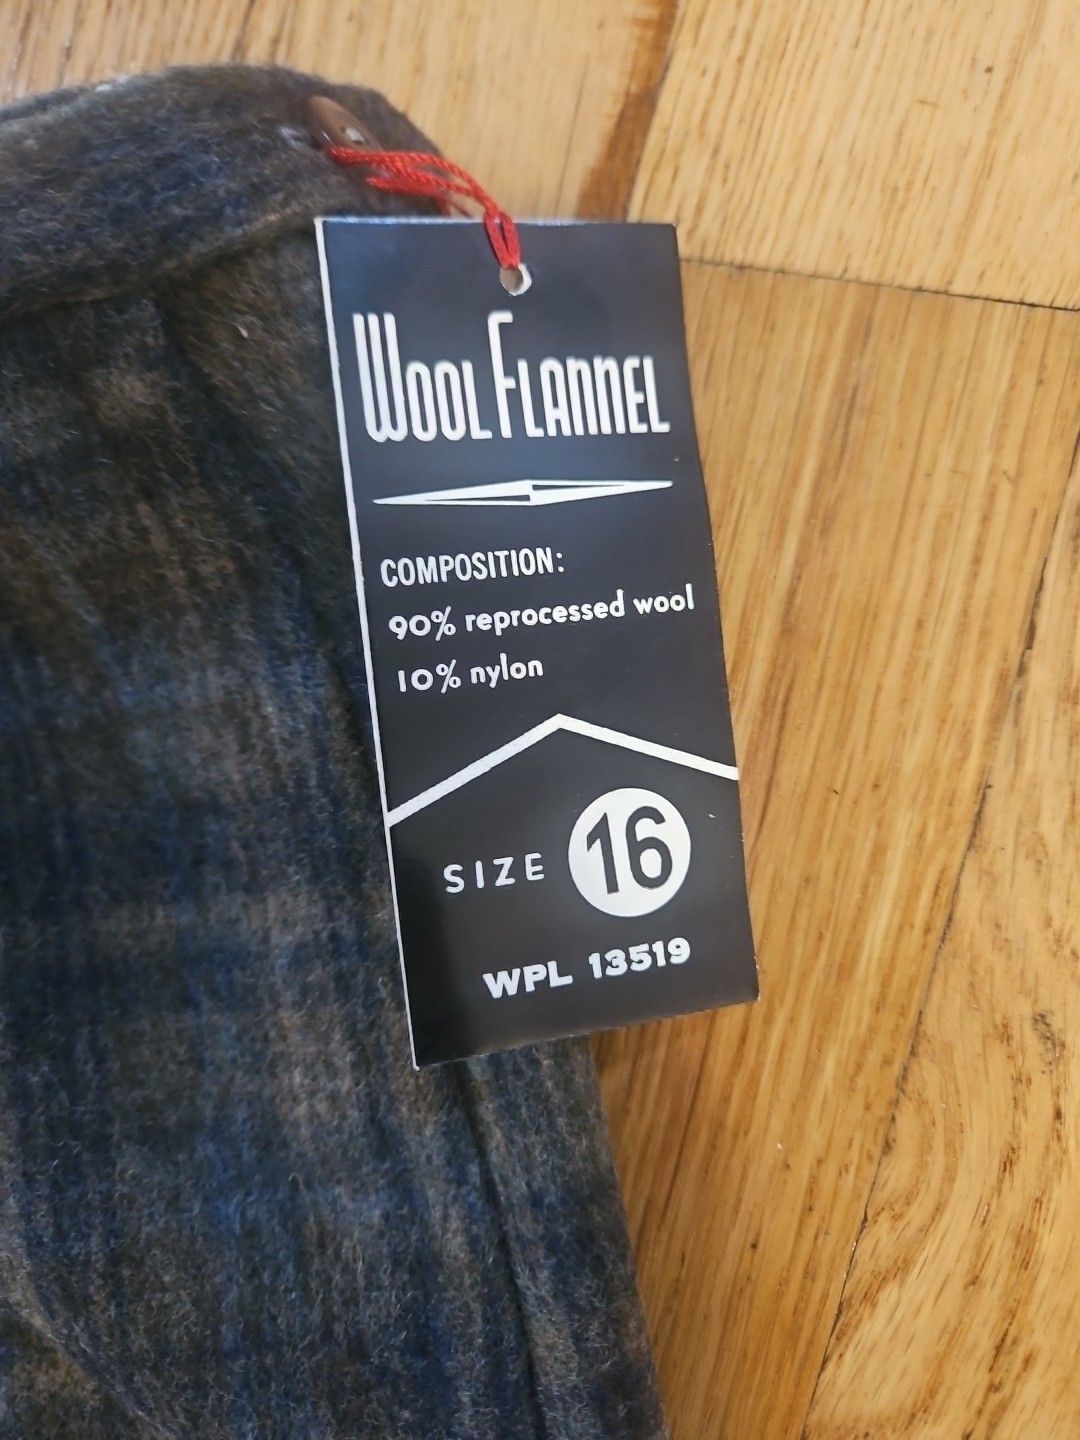 WOOL FLANNEL
COMPOSITION:
90% reprocessed wool
10% nylon
SIZE 16
WPL 13519